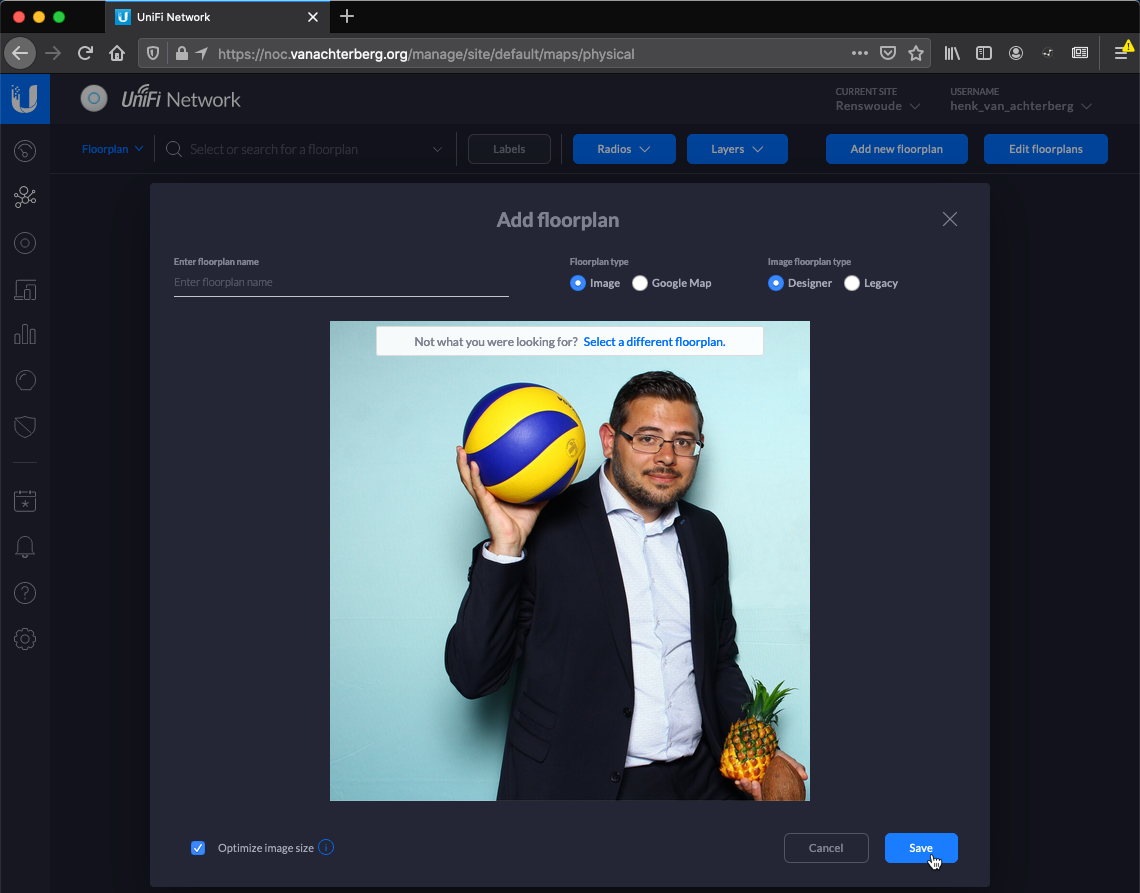 UniFi Network
https://noc.vanachterberg.org/manage/site/default/maps/physical
UniFi Network
CURRENT SITE
Renswoude
USERNAME
henk_van_achterberg
Floorplan
Select or search for a floorplan
Labels
Radios
Layers
Add new floorplan
Edit floorplans
Add floorplan
Enter floorplan name
Enter floorplan name
Floorplan type
Image
Google Map
Image floorplan type
Designer
Legacy
Not what you were looking for? Select a different floorplan.
Optimize image size
Cancel
Save